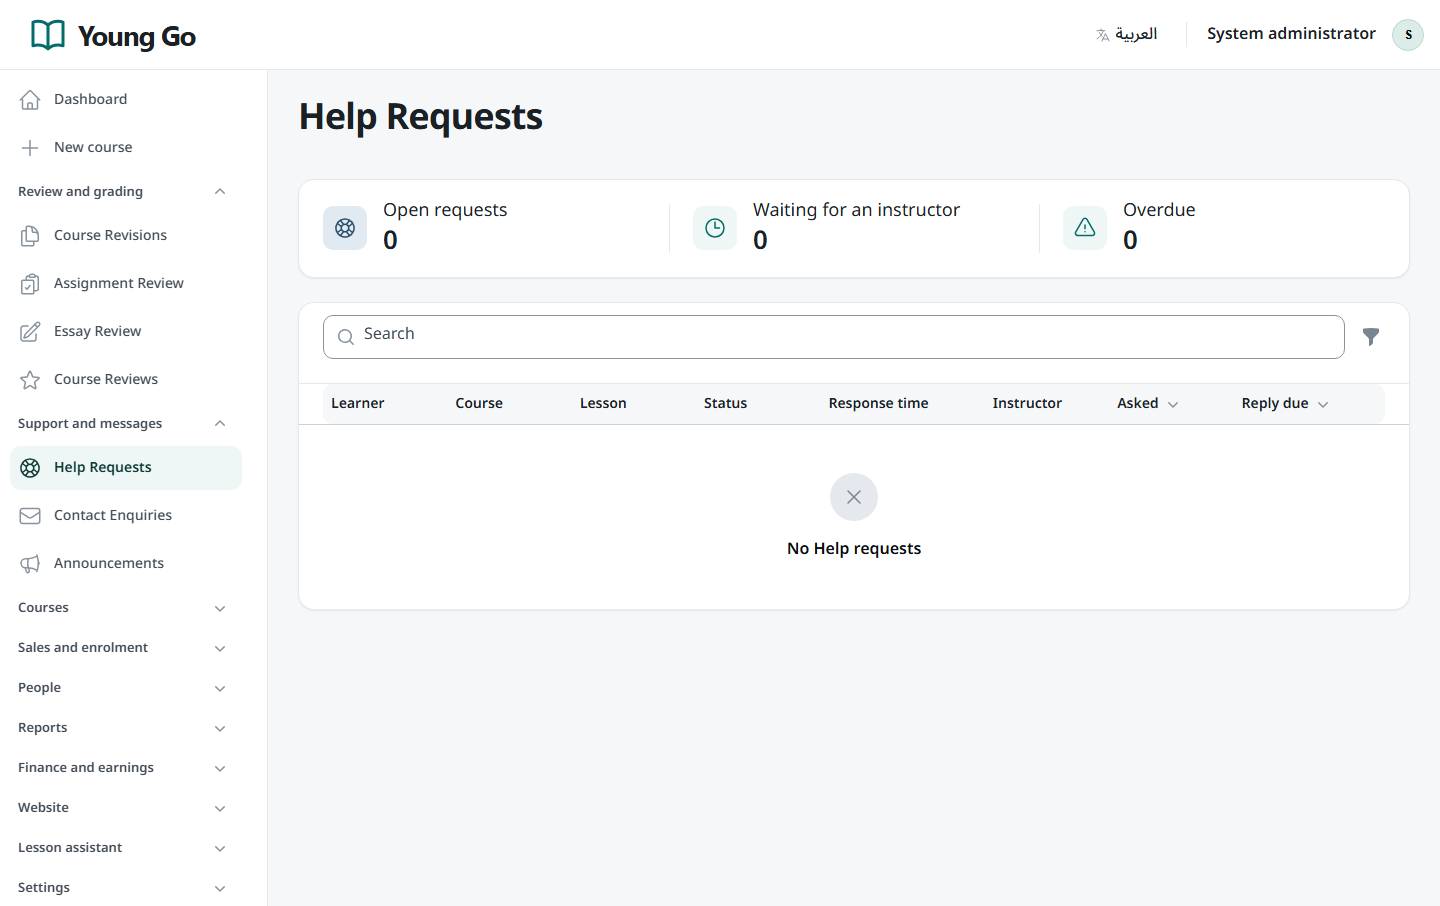 Young Go
العربية
System administrator
S
Dashboard
New course
Review and grading
Course Revisions
Assignment Review
Essay Review
Course Reviews
Support and messages
Help Requests
Contact Enquiries
Announcements
Courses
Sales and enrolment
People
Reports
Finance and earnings
Website
Lesson assistant
Settings
Help Requests
Open requests
0
Waiting for an instructor
0
Overdue
0
Search
Learner Course Lesson Status Response time Instructor Asked Reply due
No Help requests